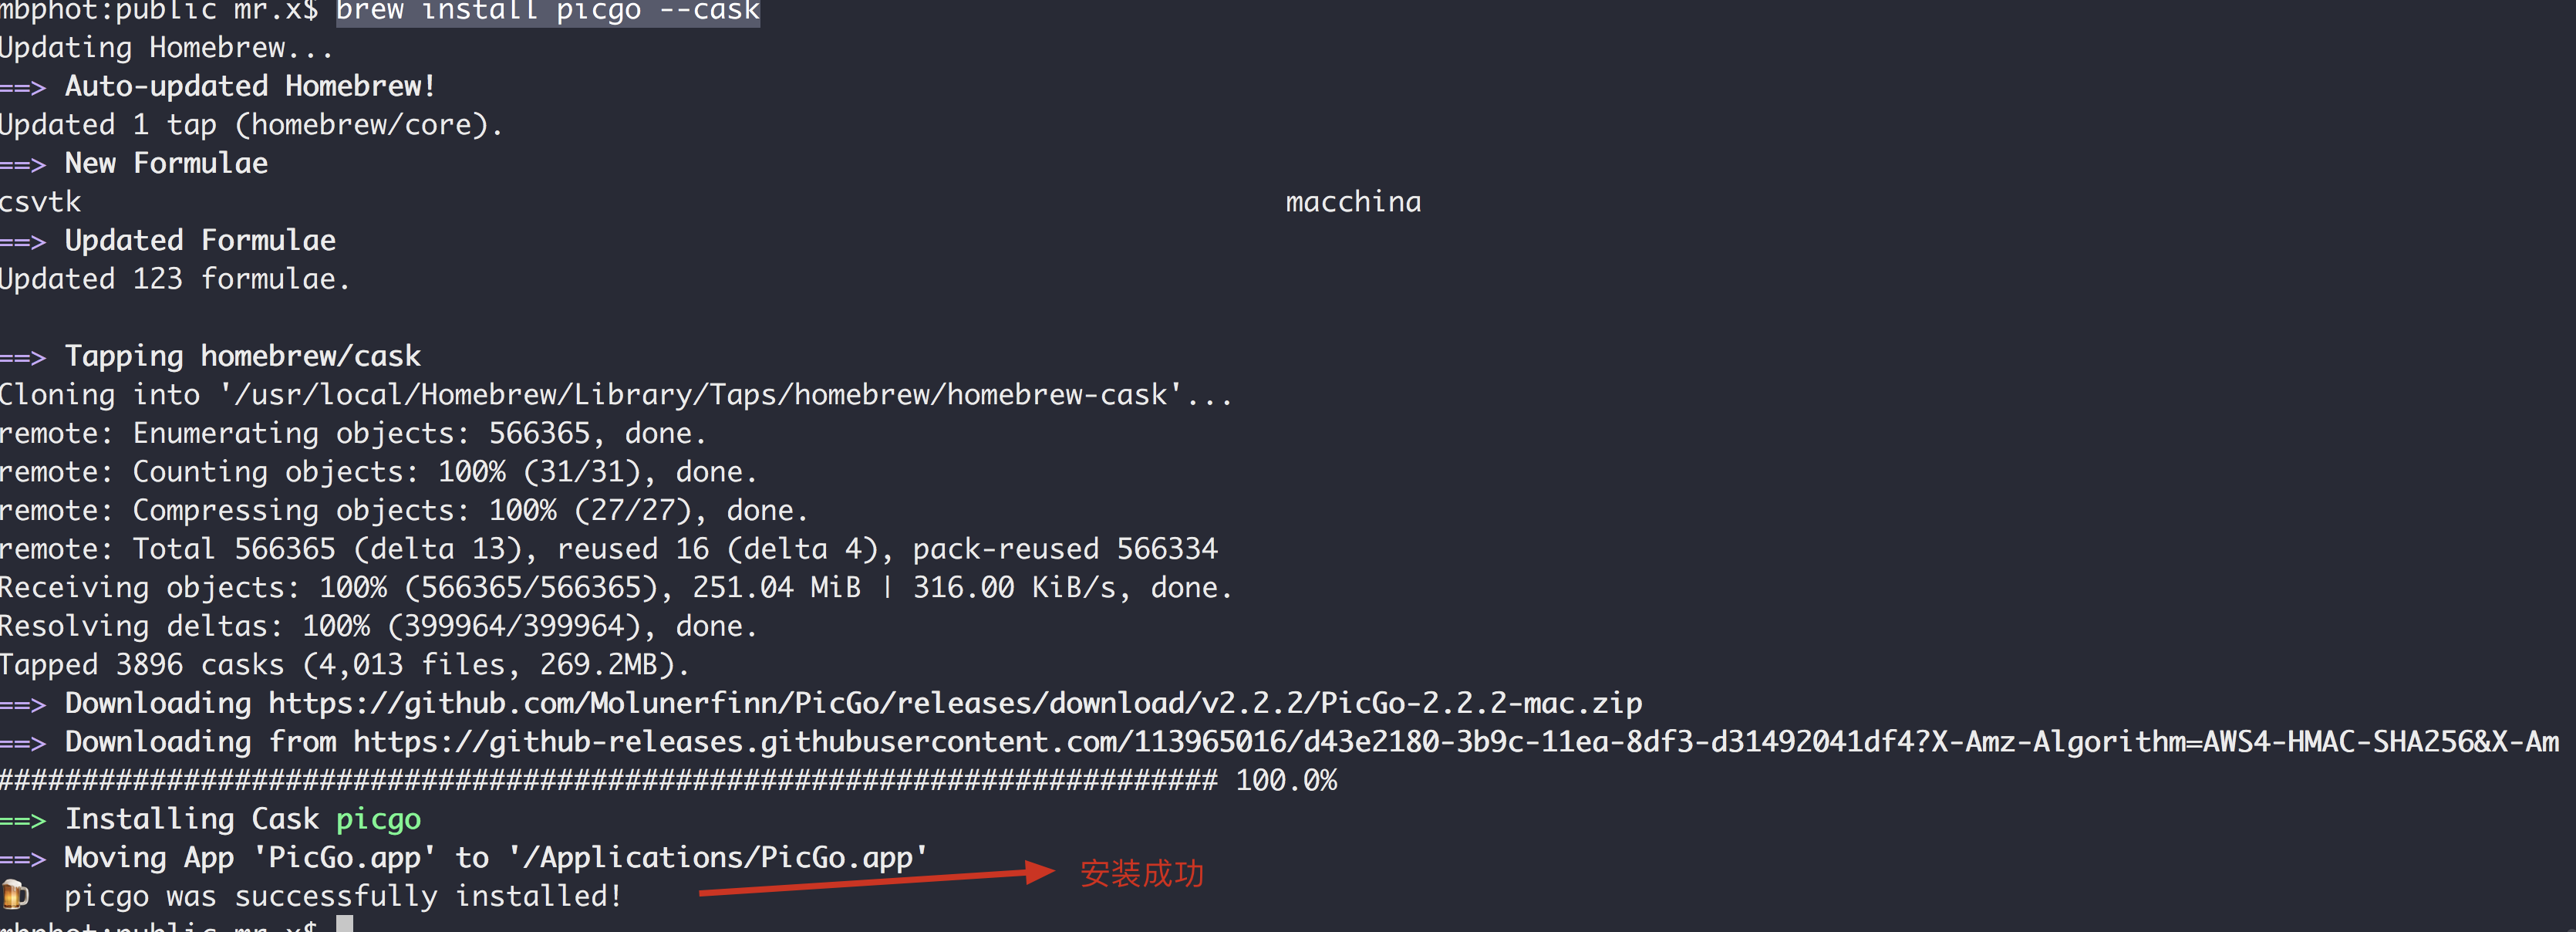 mbphot:public mr.x$ brew install picgo --cask
Updating Homebrew...
==> Auto-updated Homebrew!
Updated 1 tap (homebrew/core).
==> New Formulae
csvtk macchina
==> Updated Formulae
Updated 123 formulae.
==> Tapping homebrew/cask
Cloning into '/usr/local/Homebrew/Library/Taps/homebrew/homebrew-cask'...
remote: Enumerating objects: 566365, done.
remote: Counting objects: 100% (31/31), done.
remote: Compressing objects: 100% (27/27), done.
remote: Total 566365 (delta 13), reused 16 (delta 4), pack-reused 566334
Receiving objects: 100% (566365/566365), 251.04 MiB | 316.00 KiB/s, done.
Resolving deltas: 100% (399964/399964), done.
Tapped 3896 casks (4,013 files, 269.2MB).
==> Downloading https://github.com/Molunerfinn/PicGo/releases/download/v2.2.2/PicGo-2.2.2-mac.zip
==> Downloading from https://github-releases.githubusercontent.com/113965016/d43e2180-3b9c-11ea-8df3-d31492041df4?X-Amz-Algorithm=AWS4-HMAC-SHA256&X-Am
######################################################################## 100.0%
==> Installing Cask picgo
==> Moving App 'PicGo.app' to '/Applications/PicGo.app'
安装成功
🍺 picgo was successfully installed!
mbphot:public mr.x$